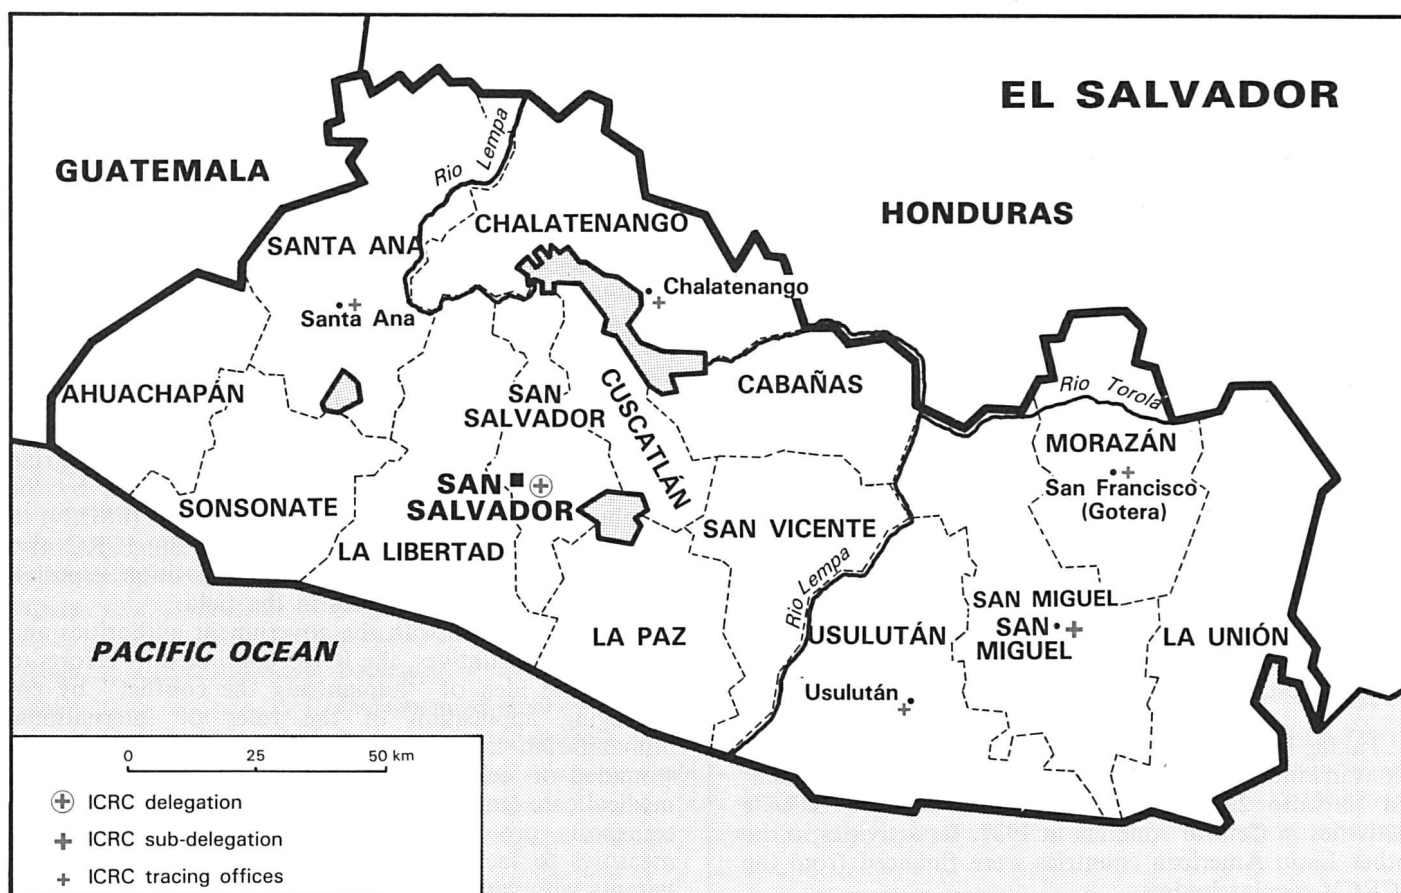 EL SALVADOR
GUATEMALA
HONDURAS
Rio Lempa
SANTA ANA
CHALATENANGO
Chalatenango
Santa Ana
AHUACHAPÁN
SAN
SALVADOR
CUSCATLÁN
CABAÑAS
Rio Torola
MORAZÁN
San Francisco
(Gotera)
SONSONATE
SAN
SALVADOR
LA LIBERTAD
SAN VICENTE
Rio Lempa
LA PAZ
USULUTÁN
SAN MIGUEL
SAN
MIGUEL
LA UNIÓN
Usulután
PACIFIC OCEAN
0 25 50 km
ICRC delegation
ICRC sub-delegation
ICRC tracing offices